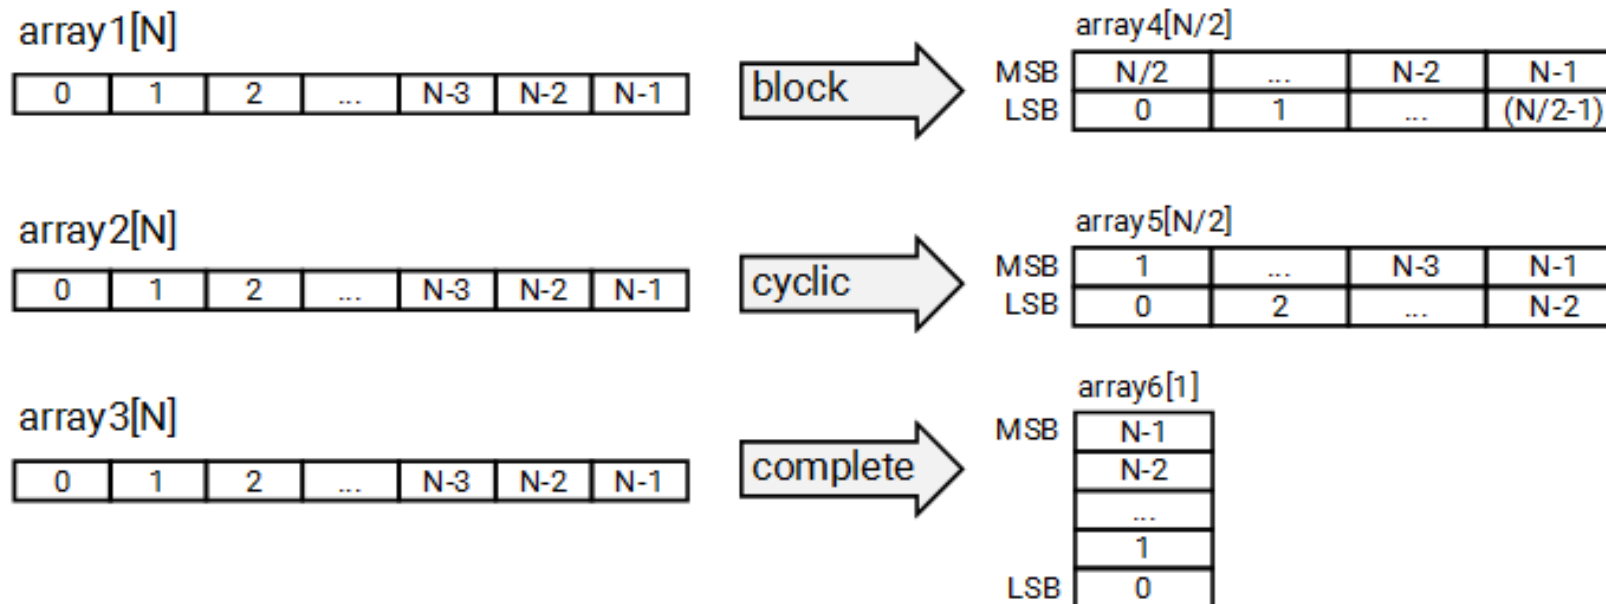 array1[N]
0 1 2 ... N-3 N-2 N-1
block
array4[N/2]
MSB N/2 ... N-2 N-1
LSB 0 1 ... (N/2-1)
array2[N]
0 1 2 ... N-3 N-2 N-1
cyclic
array5[N/2]
MSB 1 ... N-3 N-1
LSB 0 2 ... N-2
array3[N]
0 1 2 ... N-3 N-2 N-1
complete
array6[1]
MSB N-1
N-2
...
1
LSB 0